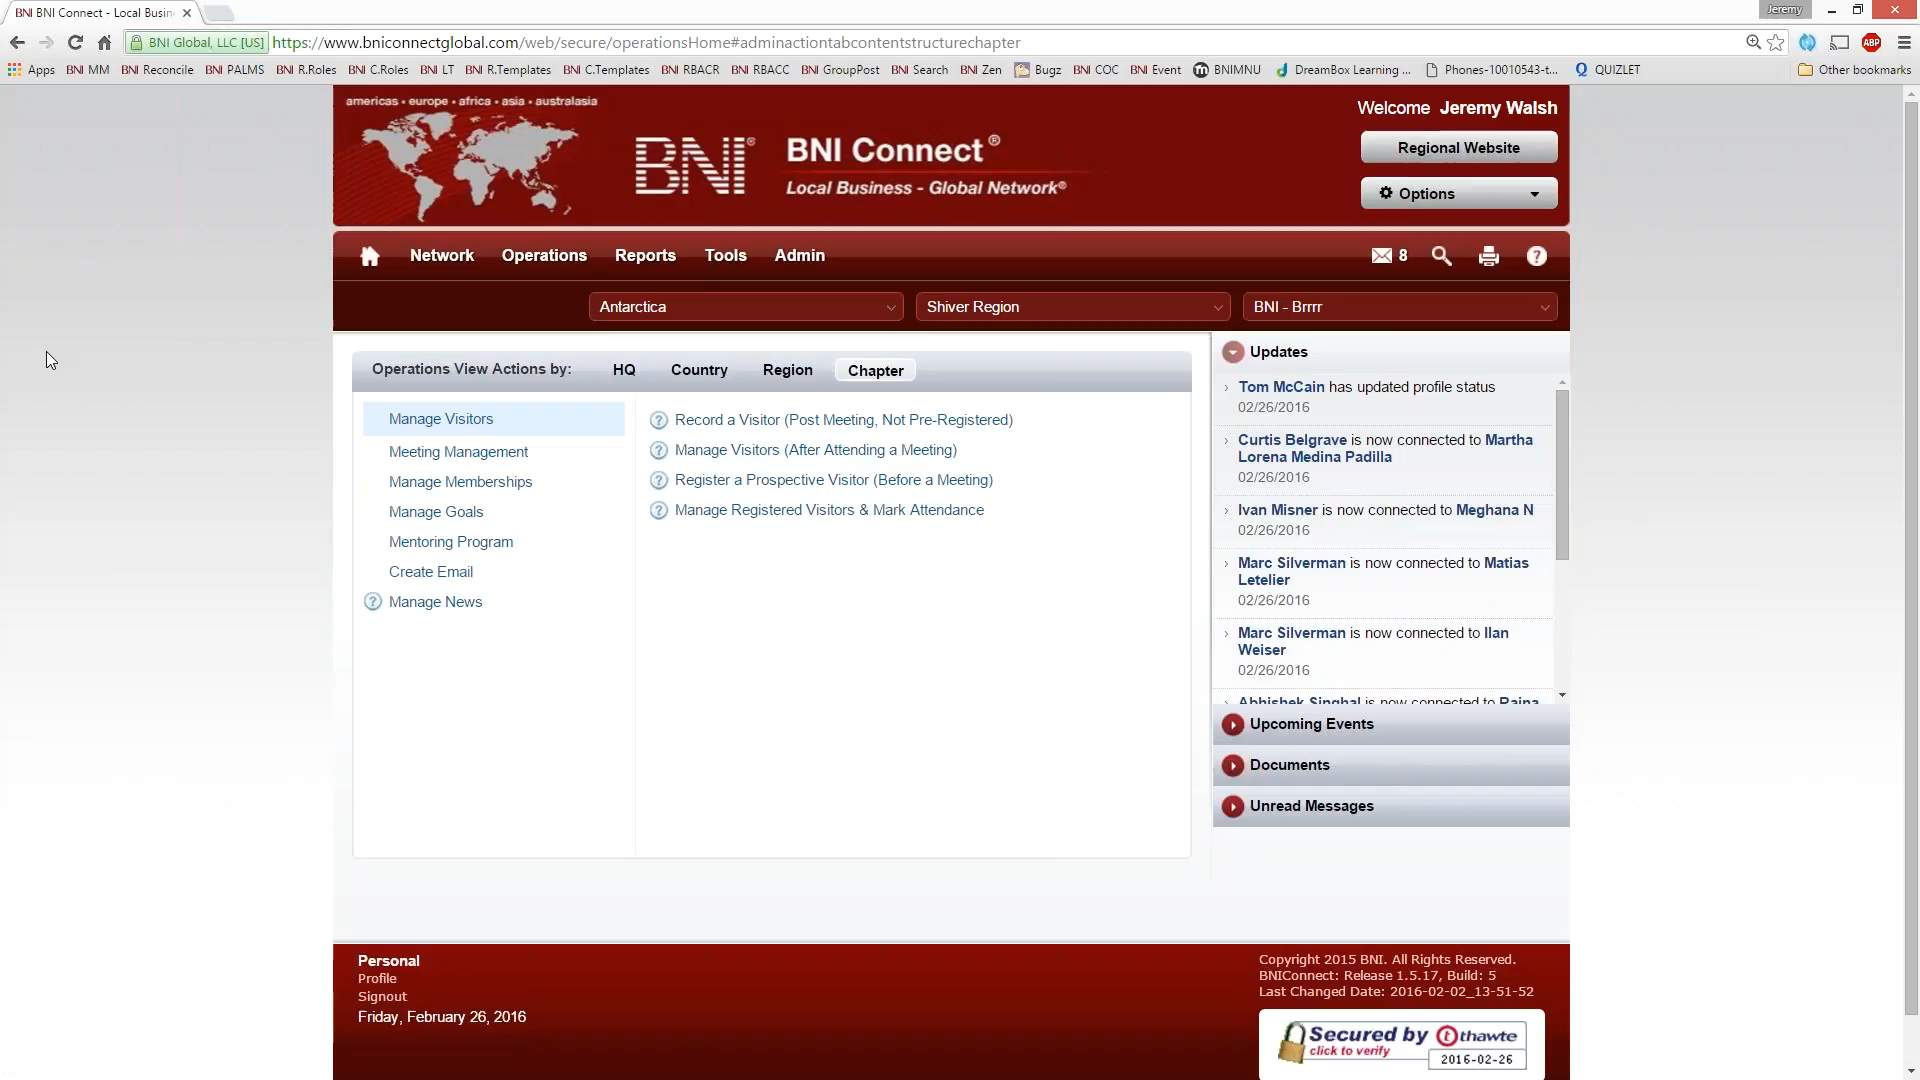 BNI BNI Connect - Local Busin
Jeremy
BNI Global, LLC [US] https://www.bniconnectglobal.com/web/secure/operationsHome#adminactiontabcontentstructurechapter
ABP
Apps BNI MM BNI Reconcile BNI PALMS BNI R.Roles BNI C.Roles BNI LT BNI R.Templates BNI C.Templates BNI RBACR BNI RBACC BNI GroupPost BNI Search BNI Zen Bugz BNI COC BNI Event BNIMNU DreamBox Learning ... Phones-10010543-t... QUIZLET Other bookmarks
americas • europe • africa • asia • australasia
BNI®
BNI Connect®
Local Business - Global Network®
Welcome Jeremy Walsh
Regional Website
Options
Network Operations Reports Tools Admin 8
Antarctica Shiver Region BNI - Brrrr
Operations View Actions by: HQ Country Region Chapter
Manage Visitors
Meeting Management
Manage Memberships
Manage Goals
Mentoring Program
Create Email
Manage News
Record a Visitor (Post Meeting, Not Pre-Registered)
Manage Visitors (After Attending a Meeting)
Register a Prospective Visitor (Before a Meeting)
Manage Registered Visitors & Mark Attendance
Updates
Tom McCain has updated profile status
02/26/2016
Curtis Belgrave is now connected to Martha
Lorena Medina Padilla
02/26/2016
Ivan Misner is now connected to Meghana N
02/26/2016
Marc Silverman is now connected to Matias
Letelier
02/26/2016
Marc Silverman is now connected to Ilan
Weiser
02/26/2016
Abhishek Singhal is now connected to Raina
Upcoming Events
Documents
Unread Messages
Personal
Profile
Signout
Friday, February 26, 2016
Copyright 2015 BNI. All Rights Reserved.
BNIConnect: Release 1.5.17, Build: 5
Last Changed Date: 2016-02-02_13-51-52
Secured by thawte
click to verify
2016-02-26